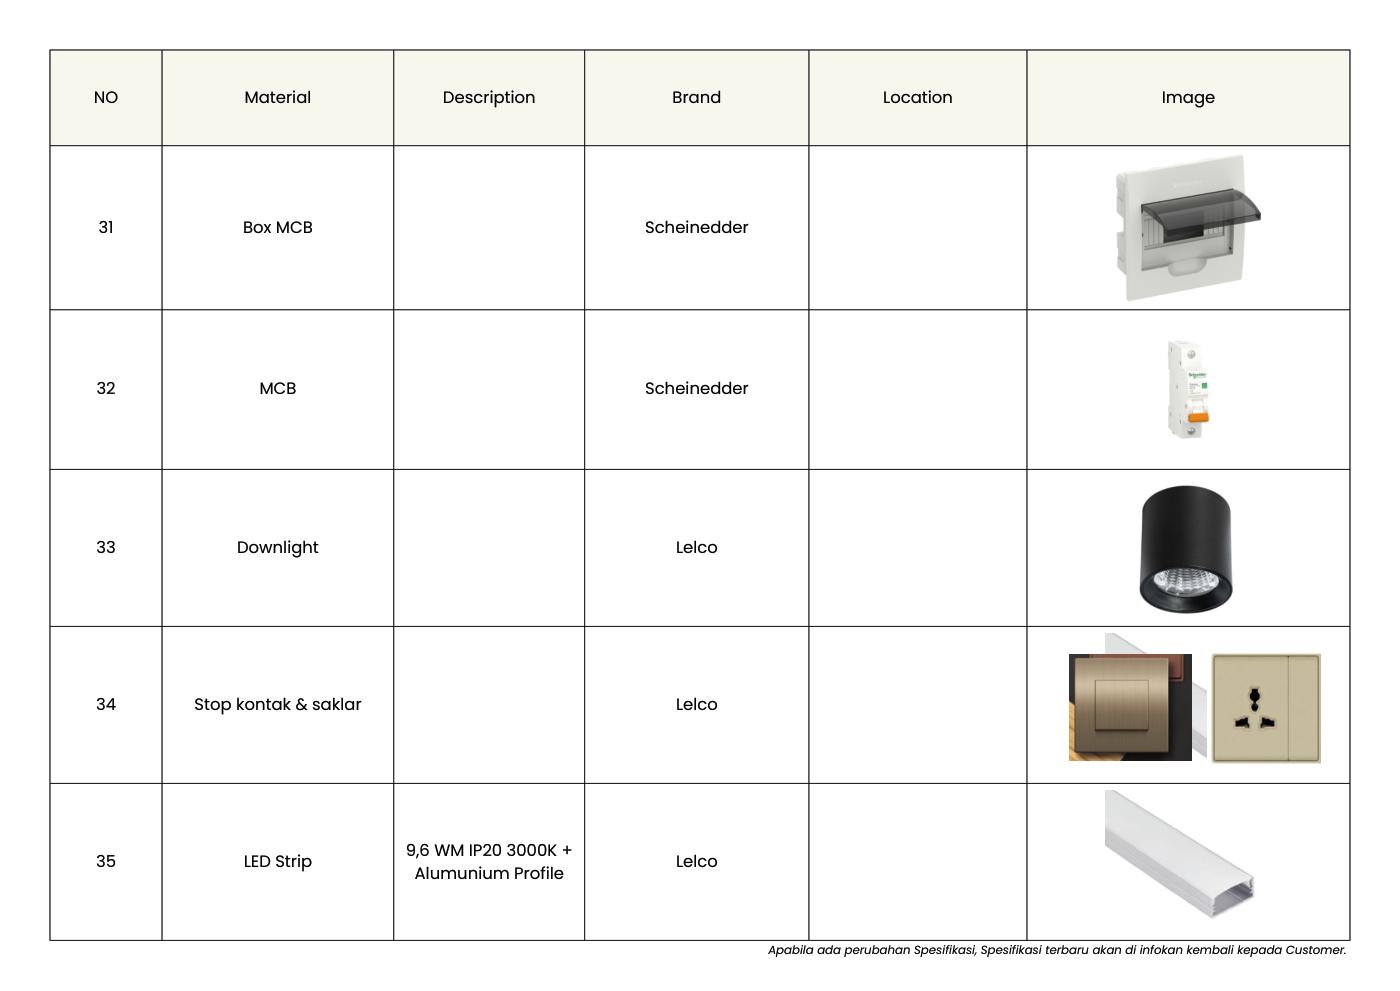 NO Material Description Brand Location Image
31 Box MCB Scheinedder
32 MCB Scheinedder
Schneider
33 Downlight Lelco
34 Stop kontak & saklar Lelco
35 LED Strip 9,6 WM IP20 3000K +
Alumunium Profile Lelco
Apabila ada perubahan Spesifikasi, Spesifikasi terbaru akan di infokan kembali kepada Customer.